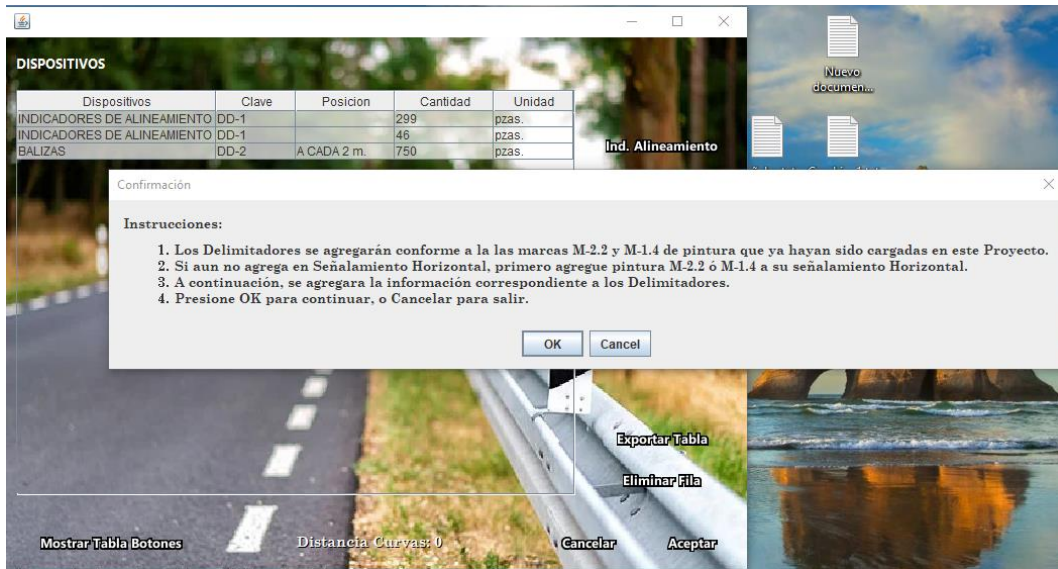 DISPOSITIVOS
Dispositivos Clave Posicion Cantidad Unidad
INDICADORES DE ALINEAMIENTO DD-1 299 pzas.
INDICADORES DE ALINEAMIENTO DD-1 46 pzas.
BALIZAS DD-2 A CADA 2 m. 750 pzas.
Ind. Alineamiento
Nuevo
documen...
Confirmación
Instrucciones:
1. Los Delimitadores se agregarán conforme a la las marcas M-2.2 y M-1.4 de pintura que ya hayan sido cargadas en este Proyecto.
2. Si aun no agrega en Señalamiento Horizontal, primero agregue pintura M-2.2 ó M-1.4 a su señalamiento Horizontal.
3. A continuación, se agregara la información correspondiente a los Delimitadores.
4. Presione OK para continuar, o Cancelar para salir.
OK Cancel
Exportar Tabla
Eliminar Fila
Mostrar Tabla Botones Distancia Curvas: 0 Cancelar Aceptar